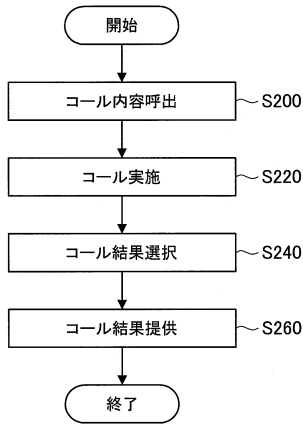 開始
コール内容呼出 S200
コール実施 S220
コール結果選択 S240
コール結果提供 S260
終了